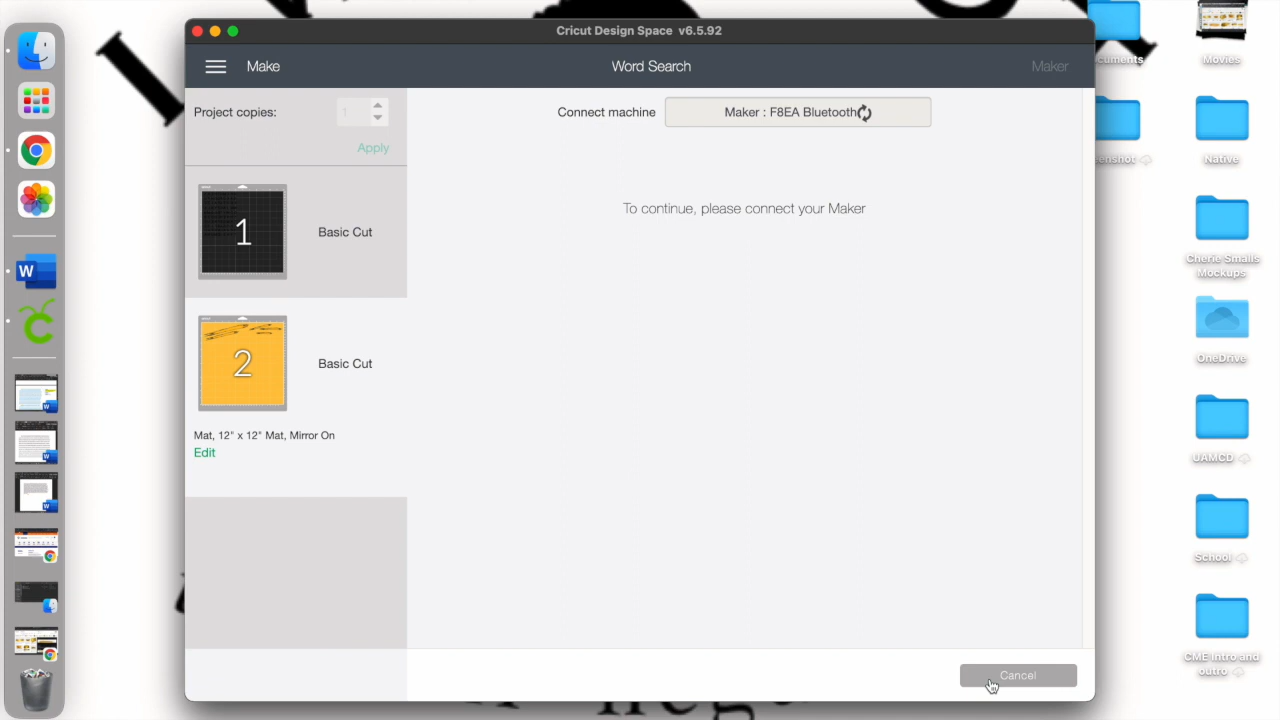 Cricut Design Space v6.5.92
Make
Word Search
Maker
Project copies:
1
Apply
Connect machine
Maker : F8EA Bluetooth
To continue, please connect your Maker
1
Basic Cut
2
Basic Cut
Mat, 12" x 12" Mat, Mirror On
Edit
Cancel
Movies
Native
Cherie Smalls
Mockups
OneDrive
UAMCD
School
CME Intro and
outro
W